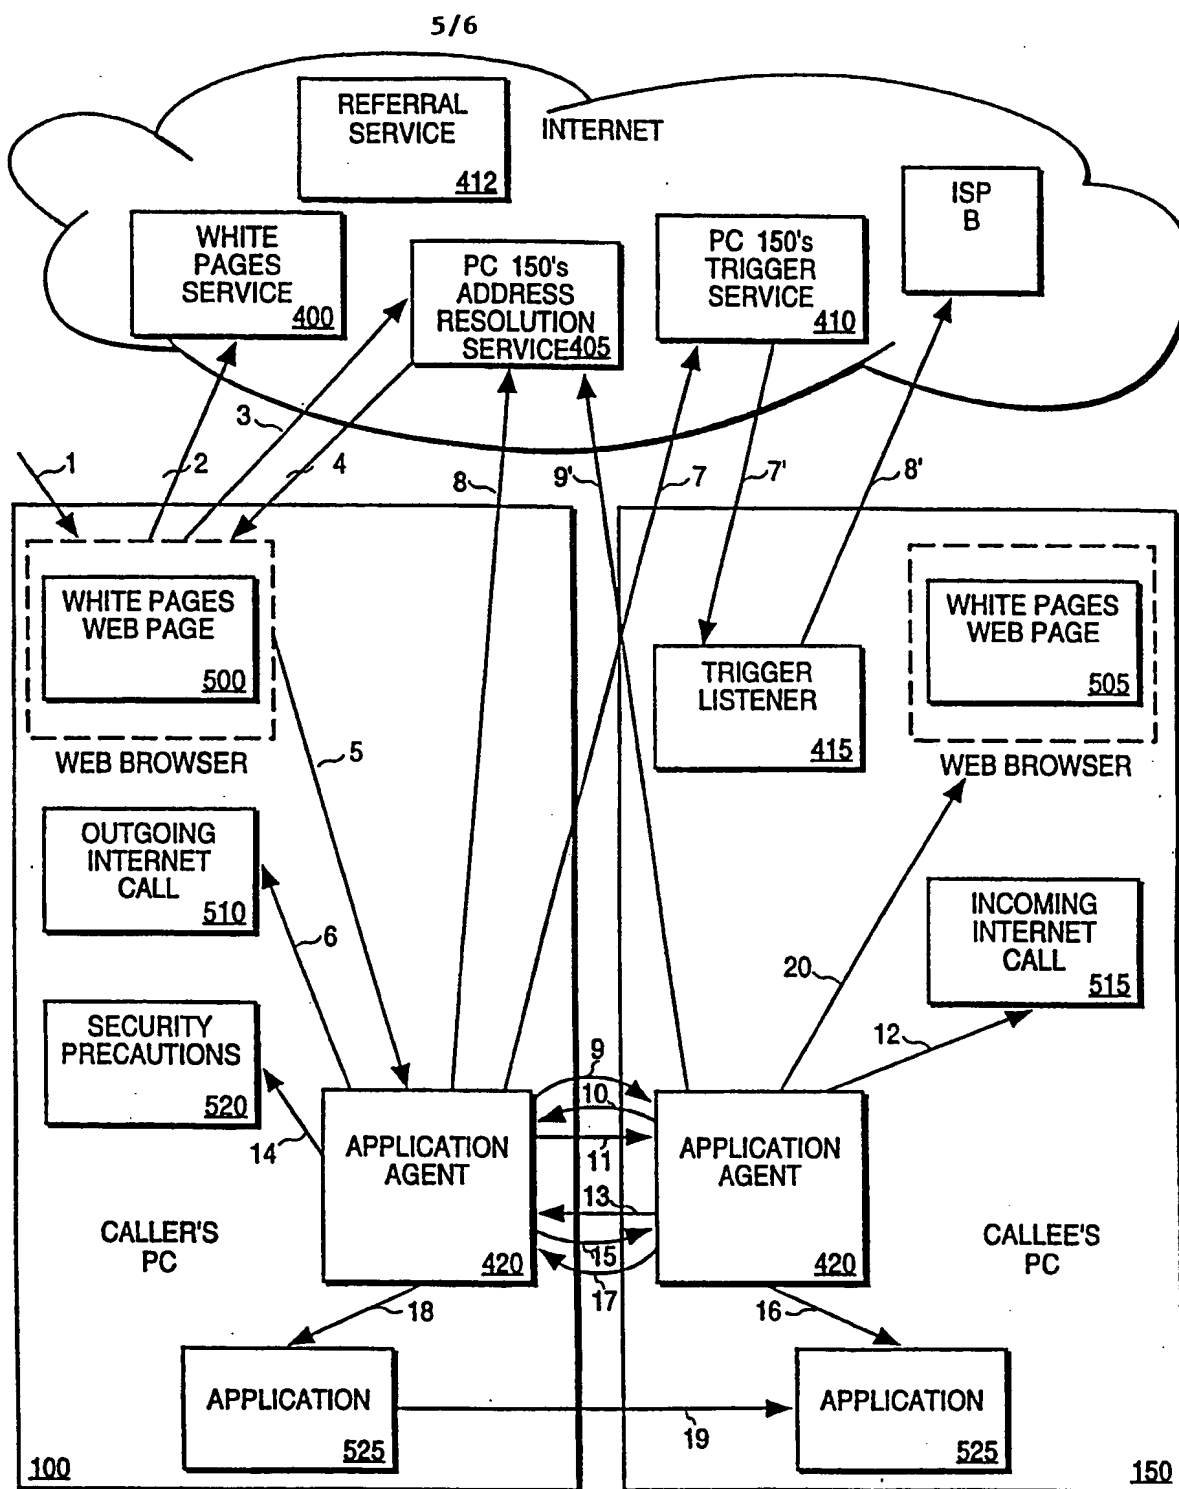 5/6
REFERRAL
SERVICE
412
INTERNET
ISP
B
WHITE
PAGES
SERVICE
400
PC 150's
ADDRESS
RESOLUTION
SERVICE 405
PC 150's
TRIGGER
SERVICE
410
1
2
3
4
8
9'
7
7'
8'
WHITE PAGES
WEB PAGE
500
WEB BROWSER
5
OUTGOING
INTERNET
CALL
510
6
SECURITY
PRECAUTIONS
520
14
APPLICATION
AGENT
420
CALLER'S
PC
18
APPLICATION
525
100
9
10
11
13
15
17
19
TRIGGER
LISTENER
415
WHITE PAGES
WEB PAGE
505
WEB BROWSER
20
INCOMING
INTERNET
CALL
515
12
APPLICATION
AGENT
420
CALLEE'S
PC
16
APPLICATION
525
150